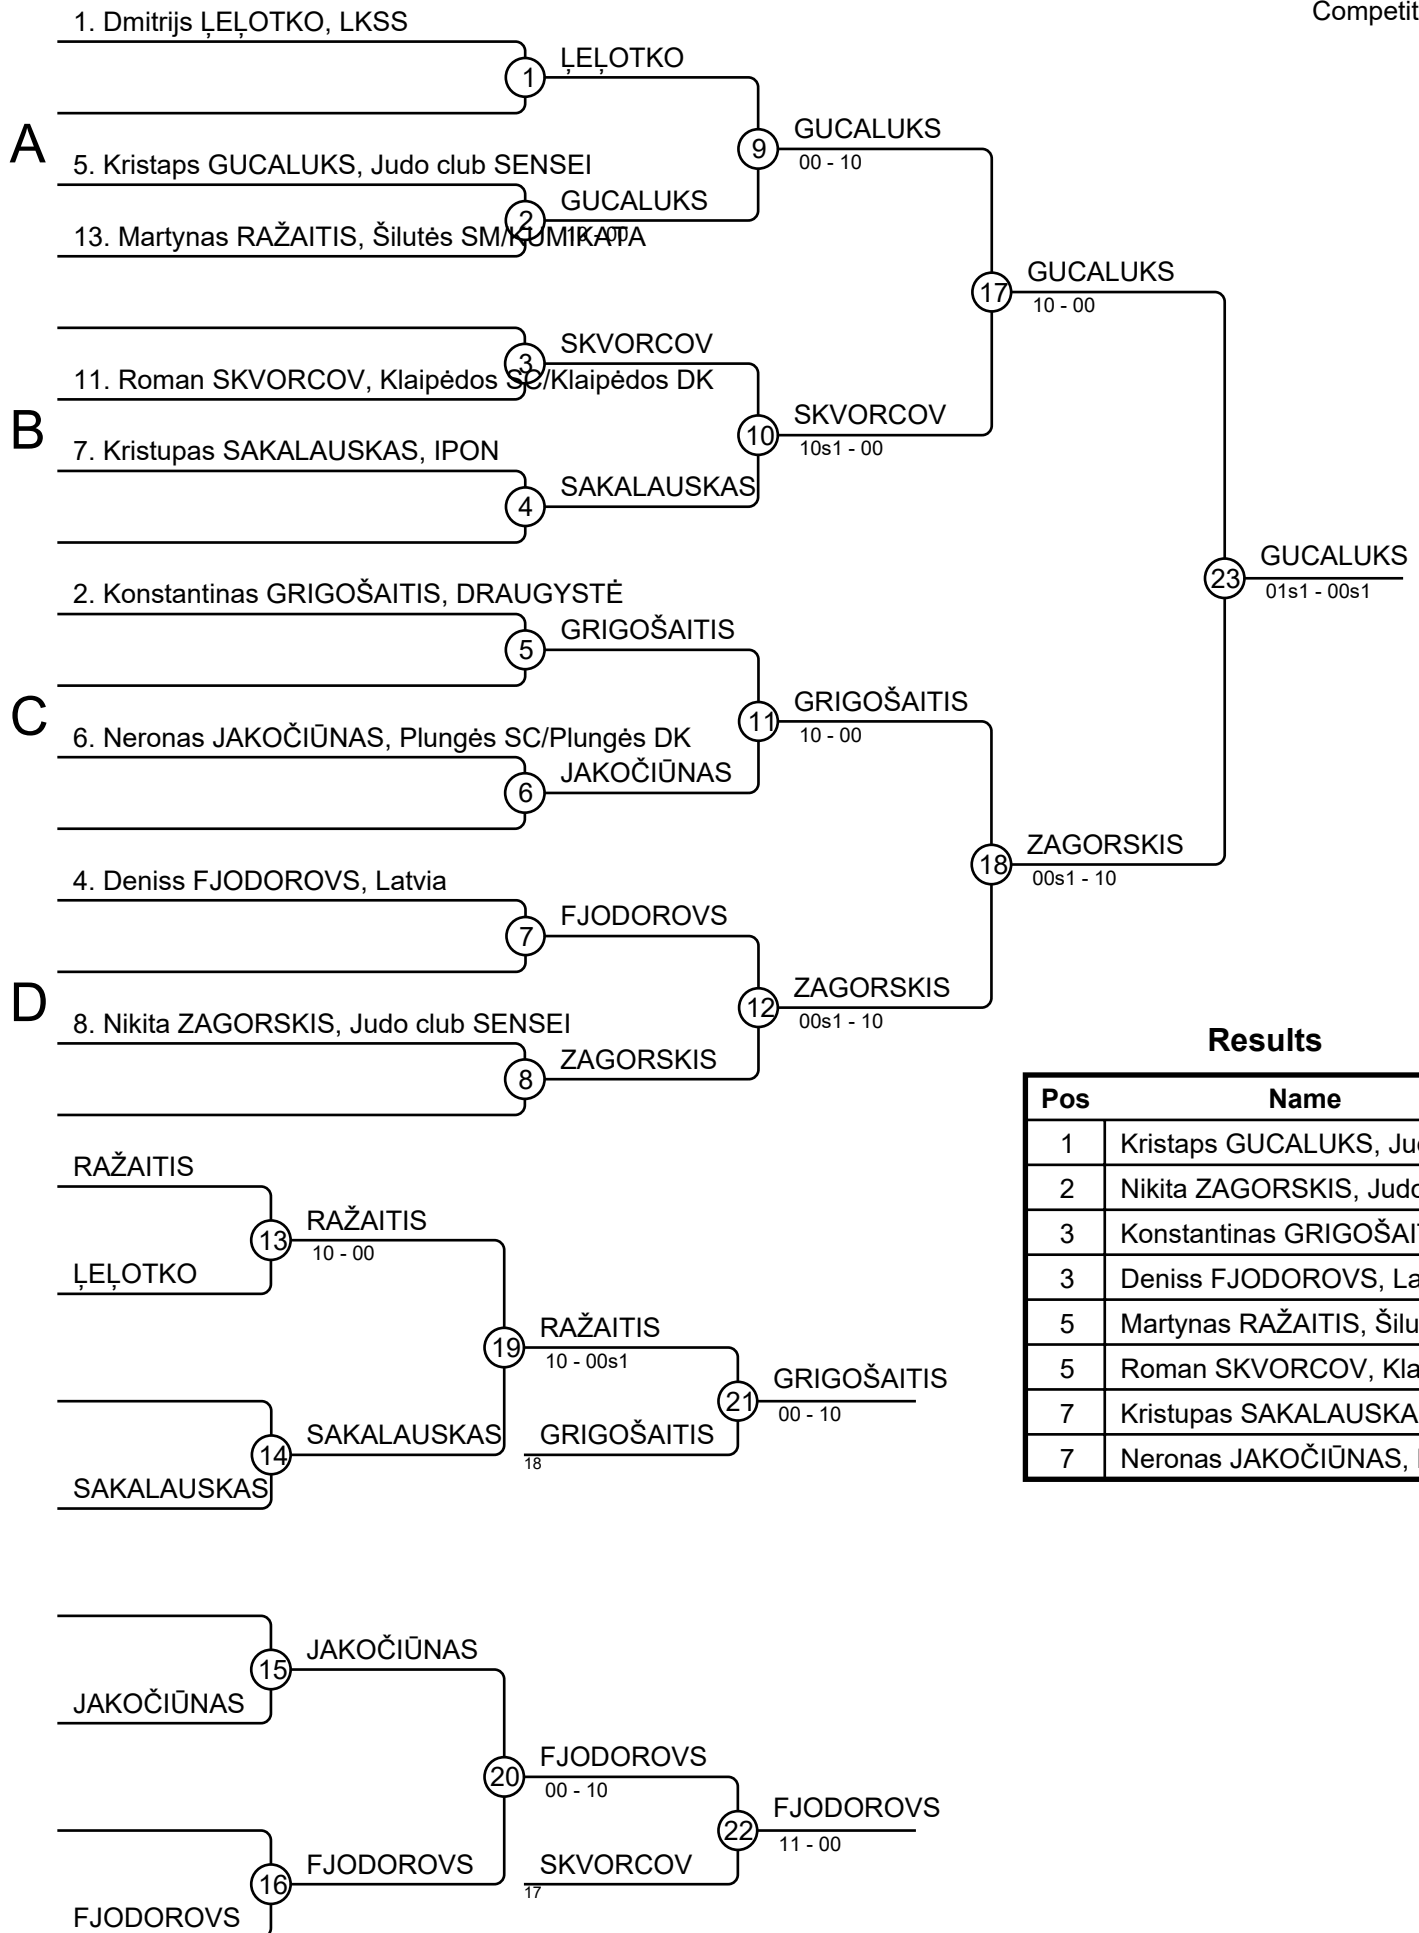 Competit
1. Dmitrijs ĻEĻOTKO, LKSS
1
ĻEĻOTKO
A
9
GUCALUKS
00 - 10
5. Kristaps GUCALUKS, Judo club SENSEI
2
GUCALUKS
10 - 00
13. Martynas RAŽAITIS, Šilutės SM/KUMIKATA
17
GUCALUKS
10 - 00
3
SKVORCOV
11. Roman SKVORCOV, Klaipėdos SC/Klaipėdos DK
B
10
SKVORCOV
10s1 - 00
7. Kristupas SAKALAUSKAS, IPON
4
SAKALAUSKAS
23
GUCALUKS
01s1 - 00s1
2. Konstantinas GRIGOŠAITIS, DRAUGYSTĖ
5
GRIGOŠAITIS
C
11
GRIGOŠAITIS
10 - 00
6. Neronas JAKOČIŪNAS, Plungės SC/Plungės DK
6
JAKOČIŪNAS
18
ZAGORSKIS
00s1 - 10
4. Deniss FJODOROVS, Latvia
7
FJODOROVS
D
12
ZAGORSKIS
00s1 - 10
8. Nikita ZAGORSKIS, Judo club SENSEI
8
ZAGORSKIS
Results
Pos Name
1 Kristaps GUCALUKS, Ju
2 Nikita ZAGORSKIS, Judo
3 Konstantinas GRIGOŠAI
3 Deniss FJODOROVS, La
5 Martynas RAŽAITIS, Šilu
5 Roman SKVORCOV, Kla
7 Kristupas SAKALAUSKA
7 Neronas JAKOČIŪNAS,
RAŽAITIS
13
RAŽAITIS
10 - 00
ĻEĻOTKO
19
RAŽAITIS
10 - 00s1
21
GRIGOŠAITIS
00 - 10
14
SAKALAUSKAS
GRIGOŠAITIS
18
SAKALAUSKAS
15
JAKOČIŪNAS
JAKOČIŪNAS
20
FJODOROVS
00 - 10
22
FJODOROVS
11 - 00
16
FJODOROVS
SKVORCOV
17
FJODOROVS